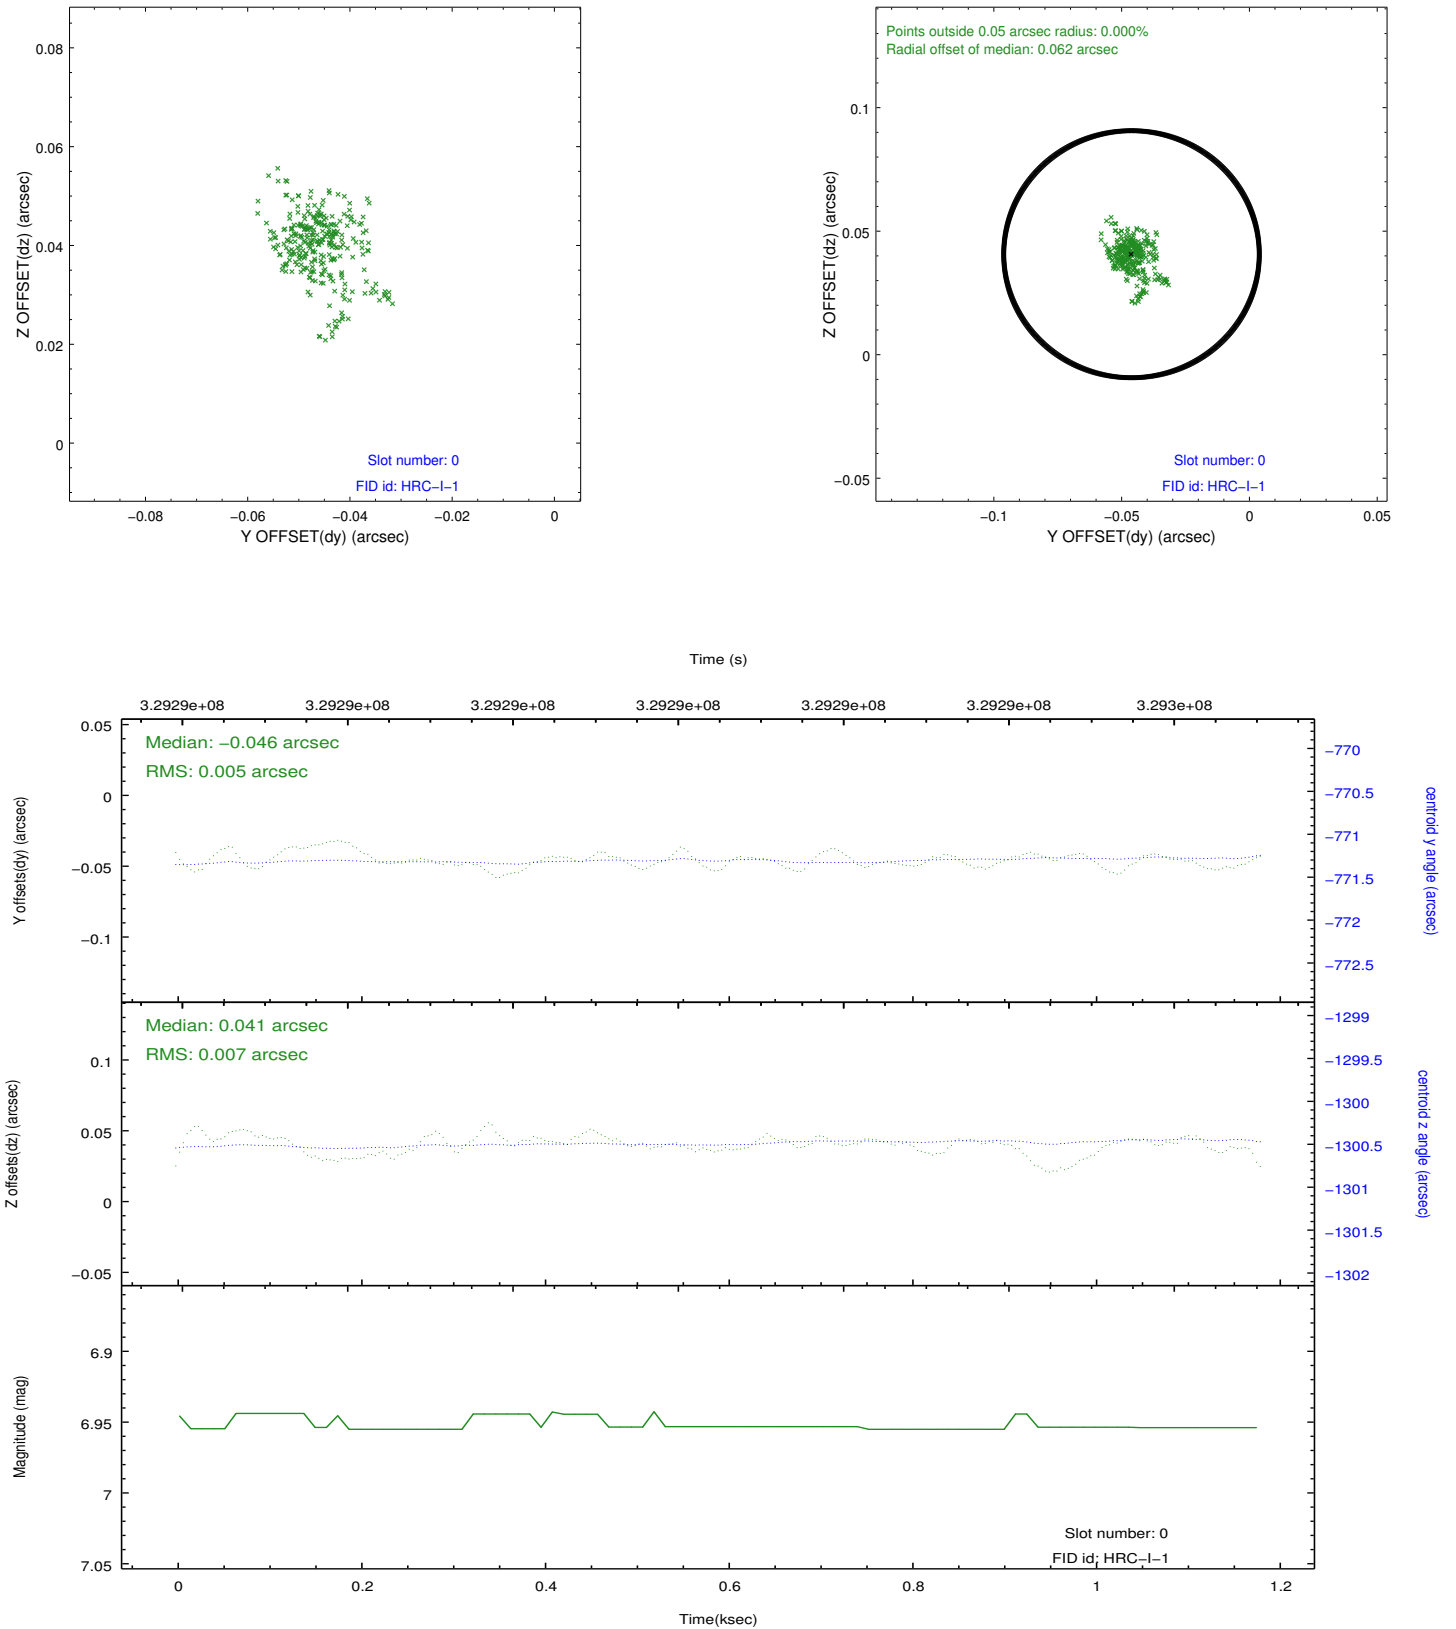 0.08
0.06
0.04
0.02
0
Z OFFSET(dz) (arcsec)
Slot number: 0
FID id: HRC−I−1
−0.08
−0.06
−0.04
−0.02
0
Y OFFSET(dy) (arcsec)
Points outside 0.05 arcsec radius: 0.000%
Radial offset of median: 0.062 arcsec
0.1
0.05
0
−0.05
Z OFFSET(dz) (arcsec)
Slot number: 0
FID id: HRC−I−1
−0.1
−0.05
0
0.05
Y OFFSET(dy) (arcsec)
Time (s)
3.2929e+08
3.2929e+08
3.2929e+08
3.2929e+08
3.2929e+08
3.2929e+08
3.293e+08
0.05
0
−0.05
−0.1
Y offsets(dy) (arcsec)
Median: −0.046 arcsec
RMS: 0.005 arcsec
−770
−770.5
−771
−771.5
−772
−772.5
centroid y angle (arcsec)
0.1
0.05
0
−0.05
Z offsets(dz) (arcsec)
Median: 0.041 arcsec
RMS: 0.007 arcsec
−1299
−1299.5
−1300
−1300.5
−1301
−1301.5
−1302
centroid z angle (arcsec)
6.9
6.95
7
7.05
Magnitude (mag)
Slot number: 0
FID id: HRC−I−1
0
0.2
0.4
0.6
0.8
1
1.2
Time(ksec)